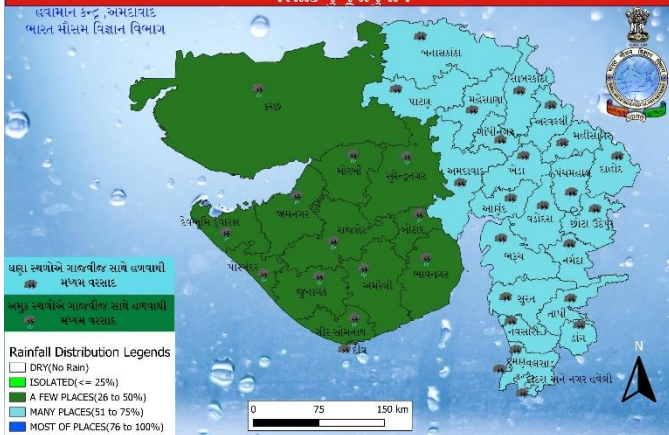 હવામાન કેન્દ્ર ,અમદાવાદ
ભારત મૌસમ વિજ્ઞાન વિભાગ
બનાસકાંઠા
પાટણ
મહેસાણા
સાબરકાંઠા
અરવલ્લી
ગાંધીનગર
મહીસાગર
કચ્છ
મોરબી
સુરેન્દ્રનગર
અમદાવાદ
ખેડા
પંચમહાલ
દાહોદ
આણંદ
વડોદરા
છોટા ઉદેપુર
દેવભૂમિ દ્વારકા
જામનગર
રાજકોટ
બોટાદ
પોરબંદર
જુનાગઢ
અમરેલી
ભાવનગર
ગીર સોમનાથ
દીવ
ભરૂચ
નર્મદા
સુરત
તાપી
નવસારી
ડાંગ
વલસાડ
દમણ
દાદરા અને નગર હવેલી
ઘણા સ્થળોએ ગાજવીજ સાથે હળવાથી
મધ્યમ વરસાદ
અમુક સ્થળોએ ગાજવીજ સાથે હળવાથી
મધ્યમ વરસાદ
Rainfall Distribution Legends
DRY(No Rain)
ISOLATED(<= 25%)
A FEW PLACES(26 to 50%)
MANY PLACES(51 to 75%)
MOST OF PLACES(76 to 100%)
0 75 150 km
N